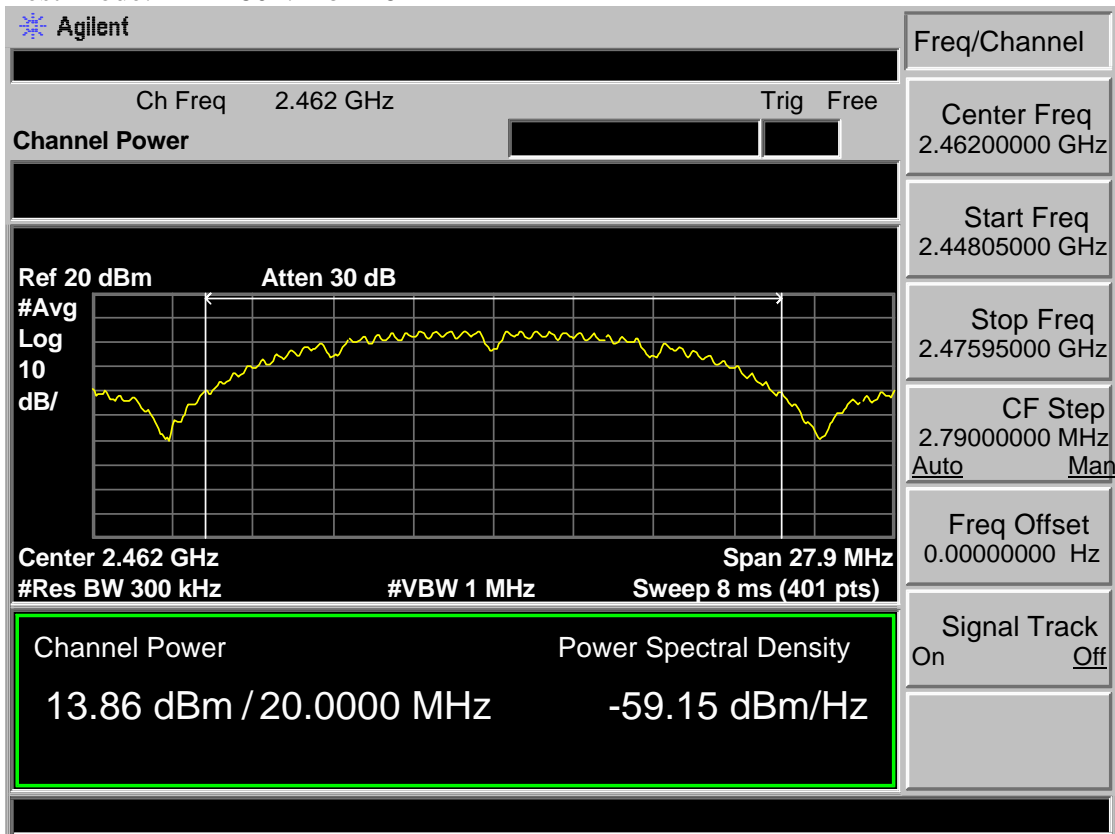 Agilent
Freq/Channel
Ch Freq 2.462 GHz Trig Free
Channel Power
Center Freq
2.46200000 GHz
Start Freq
2.44805000 GHz
Ref 20 dBm Atten 30 dB
#Avg
Log
10
dB/
Stop Freq
2.47595000 GHz
CF Step
2.79000000 MHz
Auto Man
Freq Offset
0.00000000 Hz
Center 2.462 GHz Span 27.9 MHz
#Res BW 300 kHz #VBW 1 MHz Sweep 8 ms (401 pts)
Signal Track
On Off
Channel Power Power Spectral Density
13.86 dBm / 20.0000 MHz -59.15 dBm/Hz